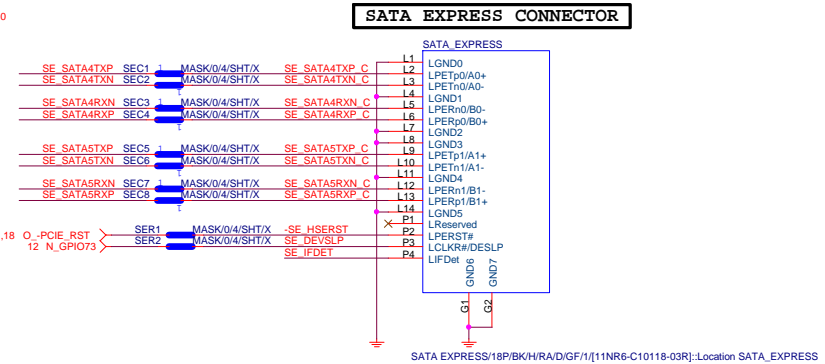 0
SATA EXPRESS CONNECTOR
SATA_EXPRESS
L1 LGND0
SE_SATA4TXP SEC1 1 MASK/0/4/SHT/X SE_SATA4TXP_C L2 LPETp0/A0+
SE_SATA4TXN SEC2 MASK/0/4/SHT/X SE_SATA4TXN_C L3 LPETn0/A0-
L4 LGND1
SE_SATA4RXN SEC3 1 MASK/0/4/SHT/X SE_SATA4RXN_C L5 LPERn0/B0-
SE_SATA4RXP SEC4 MASK/0/4/SHT/X SE_SATA4RXP_C L6 LPERp0/B0+
L7 LGND2
L8 LGND3
SE_SATA5TXP SEC5 1 MASK/0/4/SHT/X SE_SATA5TXP_C L9 LPETp1/A1+
SE_SATA5TXN SEC6 MASK/0/4/SHT/X SE_SATA5TXN_C L10 LPETn1/A1-
L11 LGND4
SE_SATA5RXN SEC7 1 MASK/0/4/SHT/X SE_SATA5RXN_C L12 LPERn1/B1-
SE_SATA5RXP SEC8 MASK/0/4/SHT/X SE_SATA5RXP_C L13 LPERp1/B1+
L14 LGND5
P1 LReserved
,18 O_-PCIE_RST SER1 MASK/0/4/SHT/X -SE_HSERST P2 LPERST#
12 N_GPIO73 SER2 MASK/0/4/SHT/X SE_DEVSLP P3 LCLKR#/DESLP
SE_IFDET P4 LIFDet
GND6 GND7
G1 G2
SATA EXPRESS/18P/BK/H/RA/D/GF/1/[11NR6-C10118-03R]::Location SATA_EXPRESS